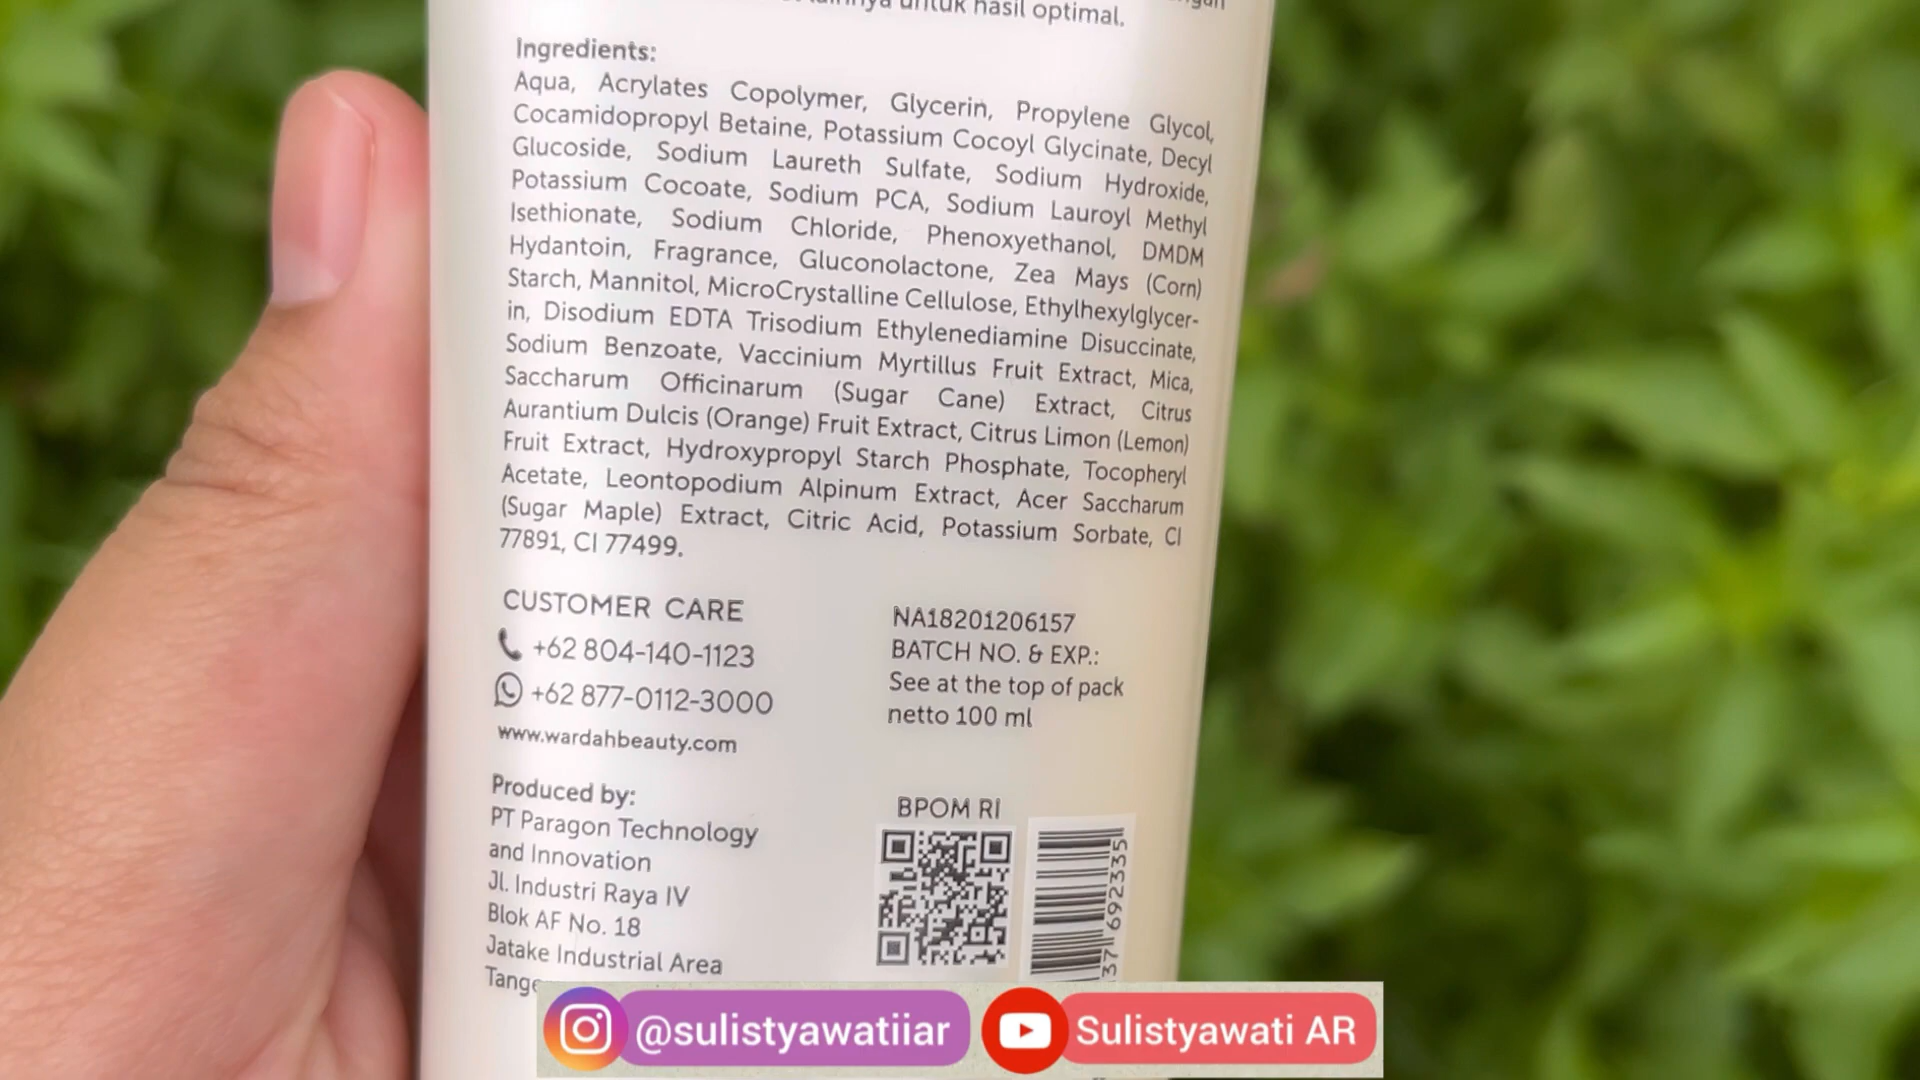 untuk hasil optimal.
Ingredients:
Aqua, Acrylates Copolymer, Glycerin, Propylene Glycol,
Cocamidopropyl Betaine, Potassium Cocoyl Glycinate, Decyl
Glucoside, Sodium Laureth Sulfate, Sodium Hydroxide,
Potassium Cocoate, Sodium PCA, Sodium Lauroyl Methyl
Isethionate, Sodium Chloride, Phenoxyethanol, DMDM
Hydantoin, Fragrance, Gluconolactone, Zea Mays (Corn)
Starch, Mannitol, MicroCrystalline Cellulose, Ethylhexylglycer-
in, Disodium EDTA Trisodium Ethylenediamine Disuccinate,
Sodium Benzoate, Vaccinium Myrtillus Fruit Extract, Mica,
Saccharum Officinarum (Sugar Cane) Extract, Citrus
Aurantium Dulcis (Orange) Fruit Extract, Citrus Limon (Lemon)
Fruit Extract, Hydroxypropyl Starch Phosphate, Tocopheryl
Acetate, Leontopodium Alpinum Extract, Acer Saccharum
(Sugar Maple) Extract, Citric Acid, Potassium Sorbate, CI
77891, CI 77499.
CUSTOMER CARE
+62 804-140-1123
+62 877-0112-3000
www.wardahbeauty.com
Produced by:
PT Paragon Technology
and Innovation
Jl. Industri Raya IV
Blok AF No. 18
Jatake Industrial Area
NA18201206157
BATCH NO. & EXP.:
See at the top of pack
netto 100 ml
BPOM RI
37 692335
@sulistyawatiiar
Sulistyawati AR